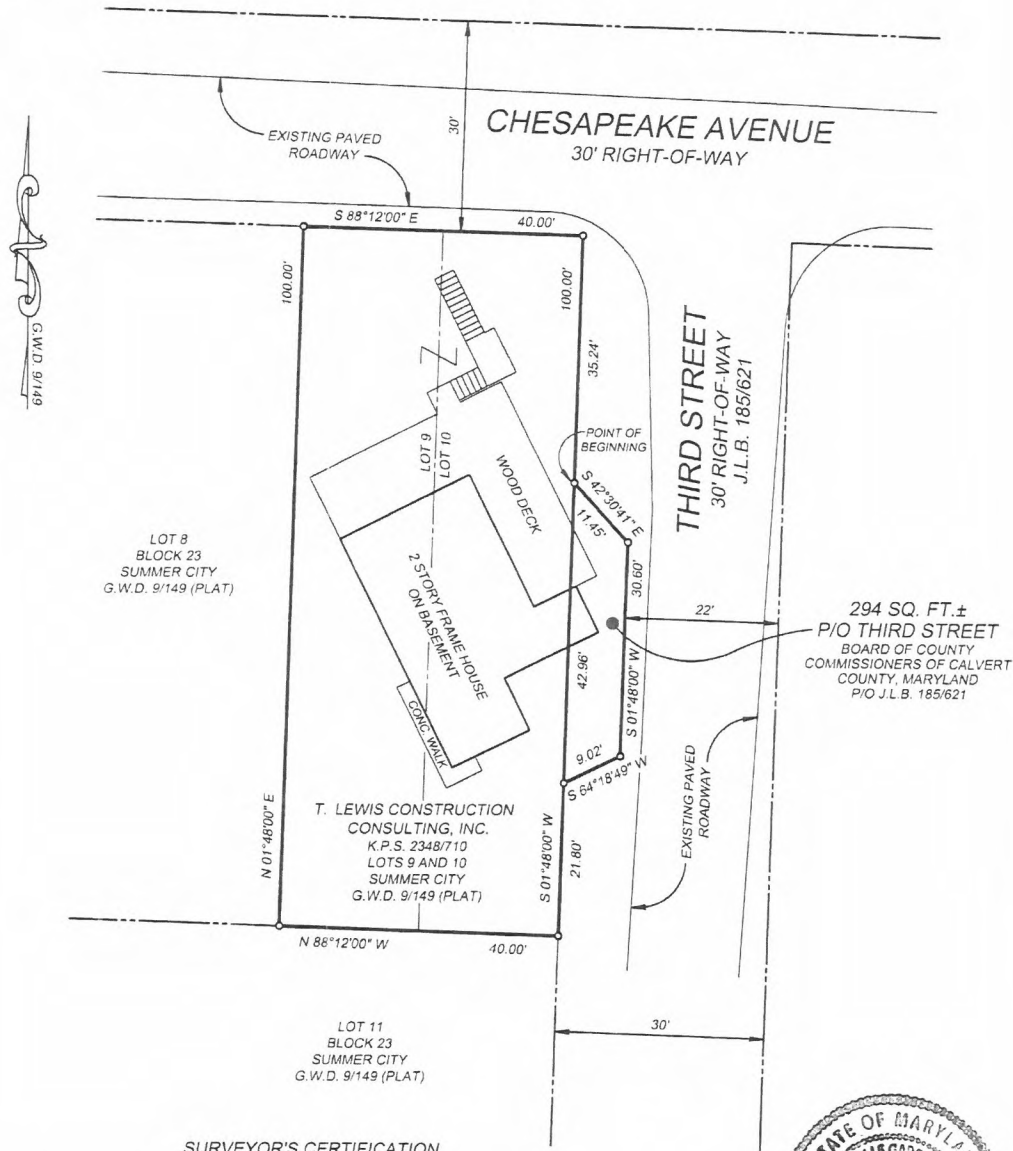 30'
CHESAPEAKE AVENUE
30' RIGHT-OF-WAY
EXISTING PAVED
ROADWAY
G.W.D. 9/149
S 88°12'00" E
40.00'
100.00'
100.00'
35.24'
THIRD STREET
30' RIGHT-OF-WAY
J.L.B. 185/621
POINT OF
BEGINNING
S 42°30'41" E
11.45'
LOT 9
LOT 10
WOOD DECK
2 STORY FRAME HOUSE
ON BASEMENT
CONC. WALK
LOT 8
BLOCK 23
SUMMER CITY
G.W.D. 9/149 (PLAT)
30.60'
22'
S 01°48'00" W
42.96'
294 SQ. FT.±
P/O THIRD STREET
BOARD OF COUNTY
COMMISSIONERS OF CALVERT
COUNTY, MARYLAND
P/O J.L.B. 185/621
9.02'
S 64°18'49" W
EXISTING PAVED
ROADWAY
T. LEWIS CONSTRUCTION
CONSULTING, INC.
K.P.S. 2348/710
LOTS 9 AND 10
SUMMER CITY
G.W.D. 9/149 (PLAT)
N 01°48'00" E
S 01°48'00" W
21.80'
N 88°12'00" W
40.00'
30'
LOT 11
BLOCK 23
SUMMER CITY
G.W.D. 9/149 (PLAT)
SURVEYOR'S CERTIFICATION